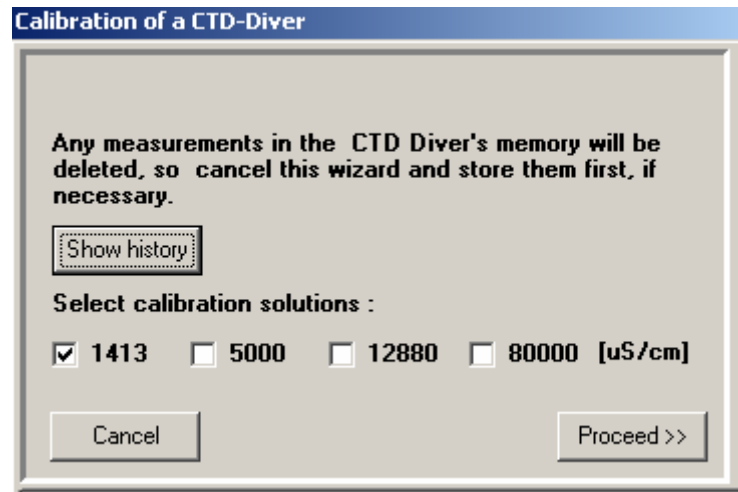 Calibration of a CTD-Diver
Any measurements in the CTD Diver's memory will be
deleted, so cancel this wizard and store them first, if
necessary.
Show history
Select calibration solutions :
1413 5000 12880 80000 [uS/cm]
Cancel Proceed >>